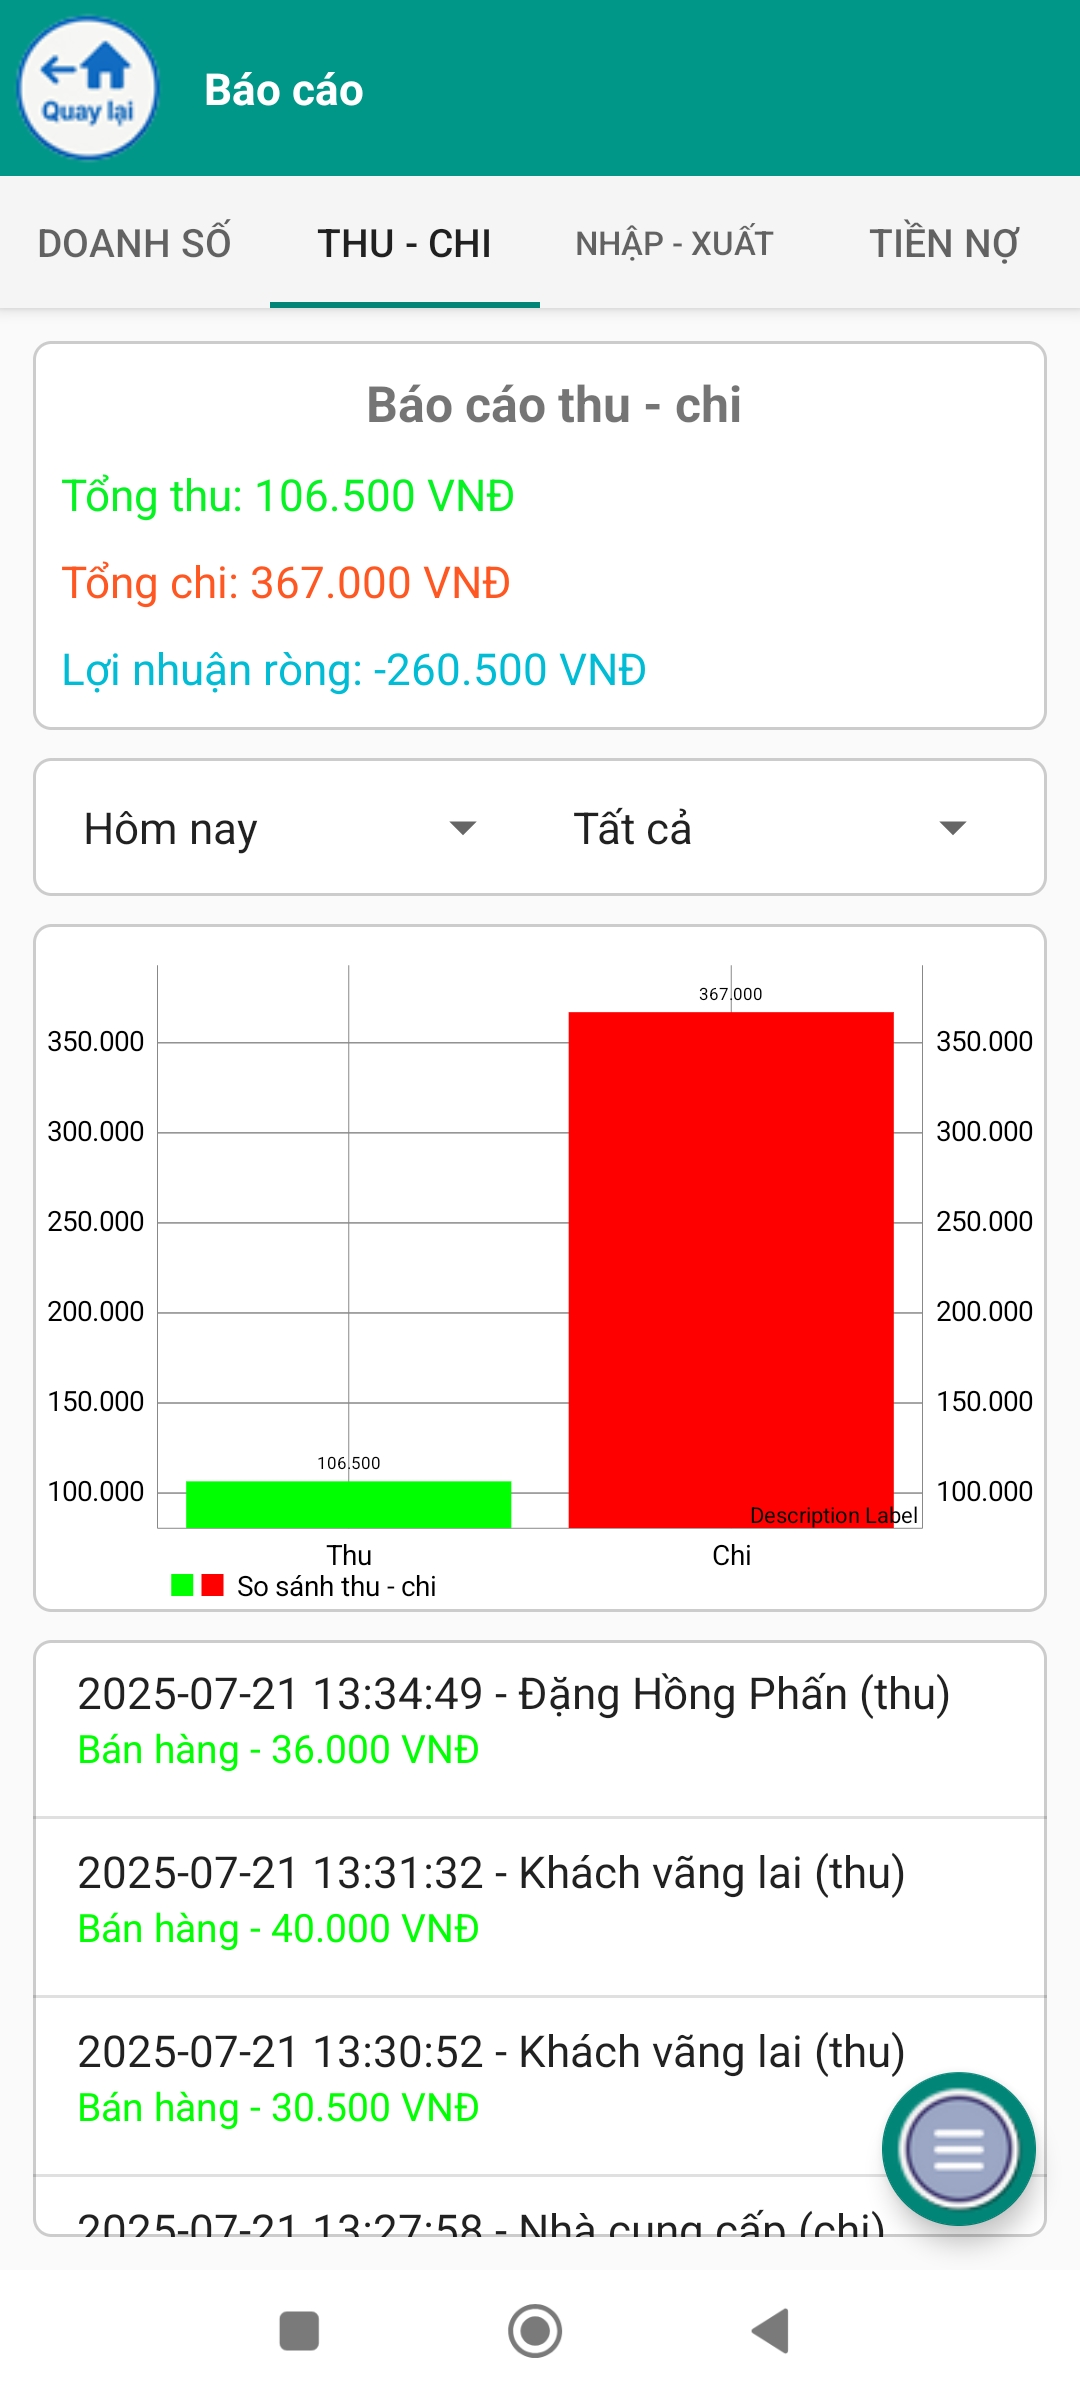 Quay lại
Báo cáo
DOANH SỐ
THU - CHI
NHẬP - XUẤT
TIỀN NỢ
Báo cáo thu - chi
Tổng thu: 106.500 VNĐ
Tổng chi: 367.000 VNĐ
Lợi nhuận ròng: -260.500 VNĐ
Hôm nay
Tất cả
367.000
350.000 350.000
300.000 300.000
250.000 250.000
200.000 200.000
150.000 150.000
106.500
100.000 100.000
Description Label
Thu Chi
So sánh thu - chi
2025-07-21 13:34:49 - Đặng Hồng Phấn (thu)
Bán hàng - 36.000 VNĐ
2025-07-21 13:31:32 - Khách vãng lai (thu)
Bán hàng - 40.000 VNĐ
2025-07-21 13:30:52 - Khách vãng lai (thu)
Bán hàng - 30.500 VNĐ
2025-07-21 13:27:58 - Nhà cung cấp (chi)